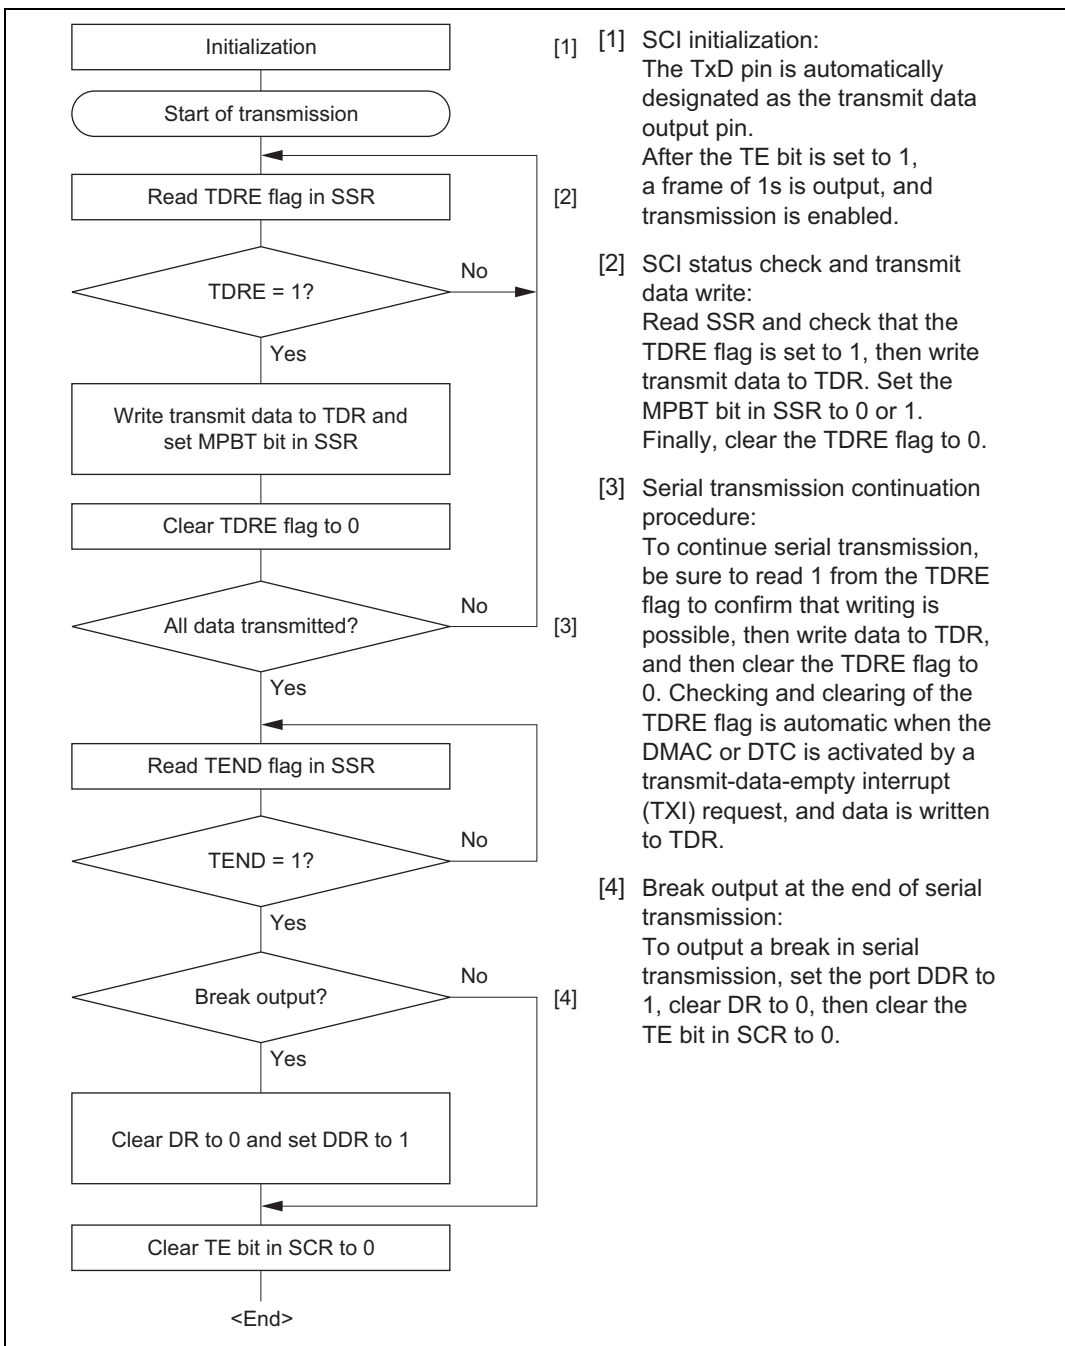 Initialization
[1]
Start of transmission
Read TDRE flag in SSR
[2]
TDRE = 1?
No
Yes
Write transmit data to TDR and
set MPBT bit in SSR
Clear TDRE flag to 0
All data transmitted?
No
[3]
Yes
Read TEND flag in SSR
TEND = 1?
No
Yes
Break output?
No
[4]
Yes
Clear DR to 0 and set DDR to 1
Clear TE bit in SCR to 0
<End>
[1] SCI initialization:
The TxD pin is automatically
designated as the transmit data
output pin.
After the TE bit is set to 1,
a frame of 1s is output, and
transmission is enabled.
[2] SCI status check and transmit
data write:
Read SSR and check that the
TDRE flag is set to 1, then write
transmit data to TDR. Set the
MPBT bit in SSR to 0 or 1.
Finally, clear the TDRE flag to 0.
[3] Serial transmission continuation
procedure:
To continue serial transmission,
be sure to read 1 from the TDRE
flag to confirm that writing is
possible, then write data to TDR,
and then clear the TDRE flag to
0. Checking and clearing of the
TDRE flag is automatic when the
DMAC or DTC is activated by a
transmit-data-empty interrupt
(TXI) request, and data is written
to TDR.
[4] Break output at the end of serial
transmission:
To output a break in serial
transmission, set the port DDR to
1, clear DR to 0, then clear the
TE bit in SCR to 0.